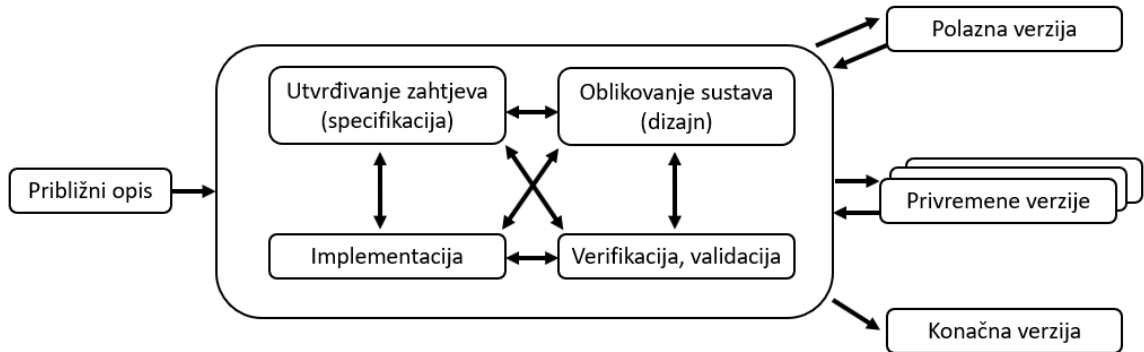 Polazna verzija
Utvrđivanje zahtjeva
(specifikacija)
Oblikovanje sustava
(dizajn)
Približni opis
Privremene verzije
Implementacija
Verifikacija, validacija
Konačna verzija